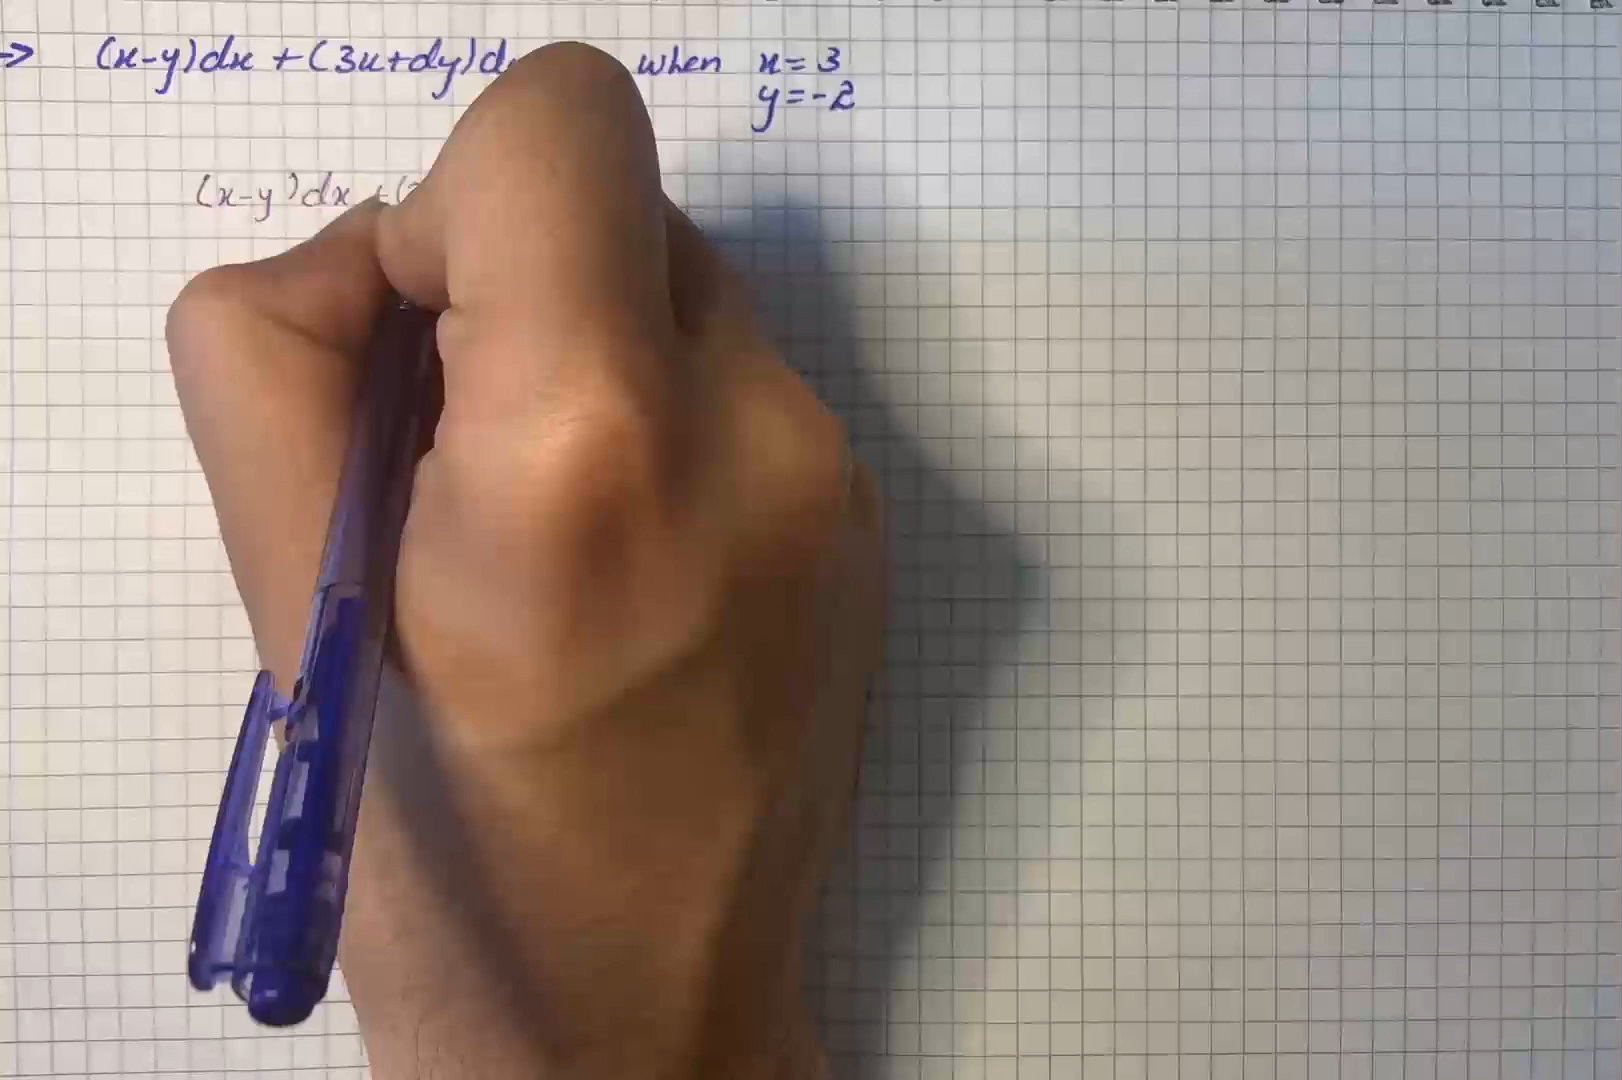 → (x-y)dx + (3x+dy)d when x = 3
y = -2
(x-y)dx + (